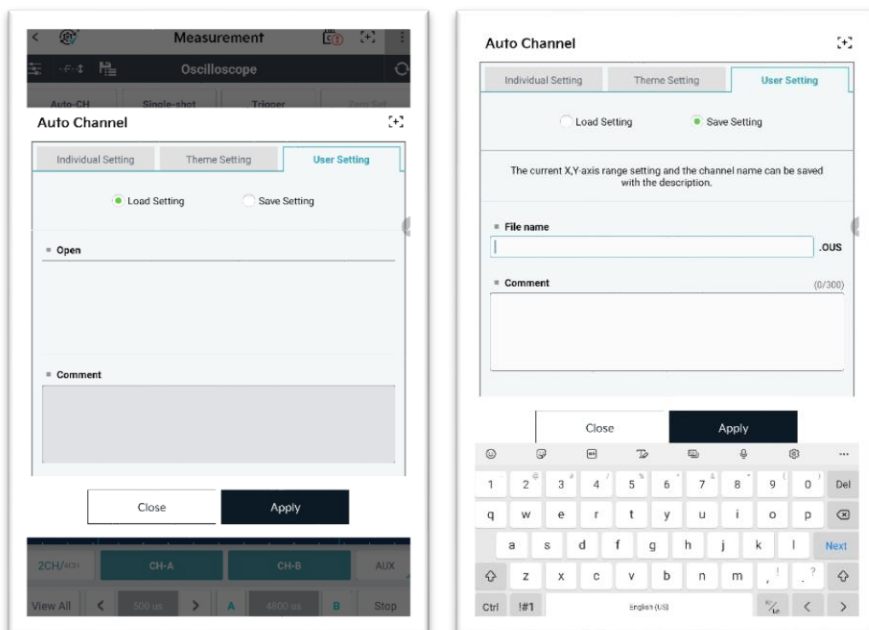 Measurement
Oscilloscope
Auto-CH Single-shot Trigger Zero Set
Auto Channel
Individual Setting Theme Setting User Setting
Load Setting Save Setting
Open
Comment
Close Apply
2CH/4CH CH-A CH-B AUX
View All 500 us A 4800 us B Stop
Auto Channel
Individual Setting Theme Setting User Setting
Load Setting Save Setting
The current X,Y-axis range setting and the channel name can be saved
with the description.
File name
.OUS
Comment (0/300)
Close Apply
1 2 3 4 5 6 7 8 9 0 Del
q w e r t y u i o p
a s d f g h j k l Next
z x c v b n m , .
Ctrl !#1 English (US)